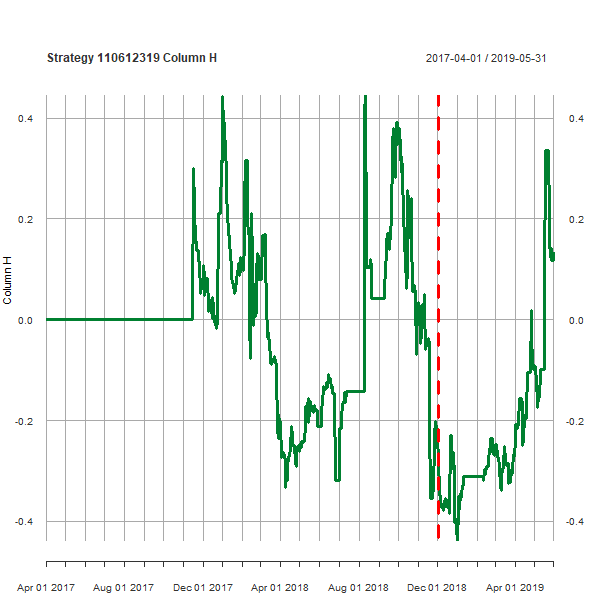 Strategy 110612319 Column H
2017-04-01 / 2019-05-31
0.4 0.4
0.2 0.2
Column H
0.0 0.0
-0.2 -0.2
-0.4 -0.4
Apr 01 2017 Aug 01 2017 Dec 01 2017 Apr 01 2018 Aug 01 2018 Dec 01 2018 Apr 01 2019